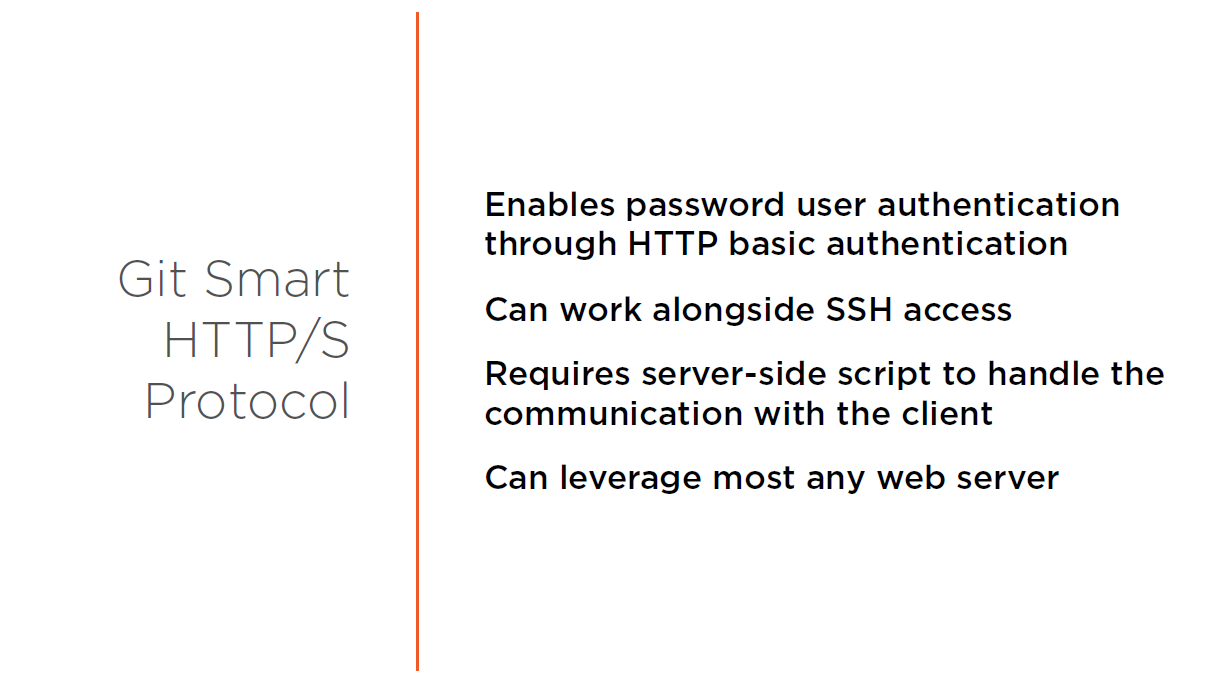 Git Smart
HTTP/S
Protocol
Enables password user authentication
through HTTP basic authentication
Can work alongside SSH access
Requires server-side script to handle the
communication with the client
Can leverage most any web server